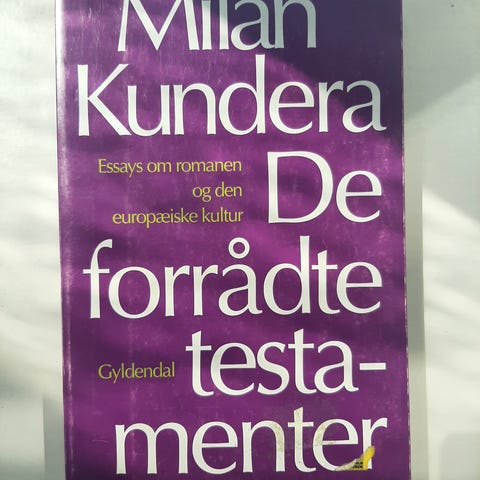 Milan
Kundera
Essays om romanen
og den
europæiske kultur
De
forrådte
Gyldendal
testa-
menter